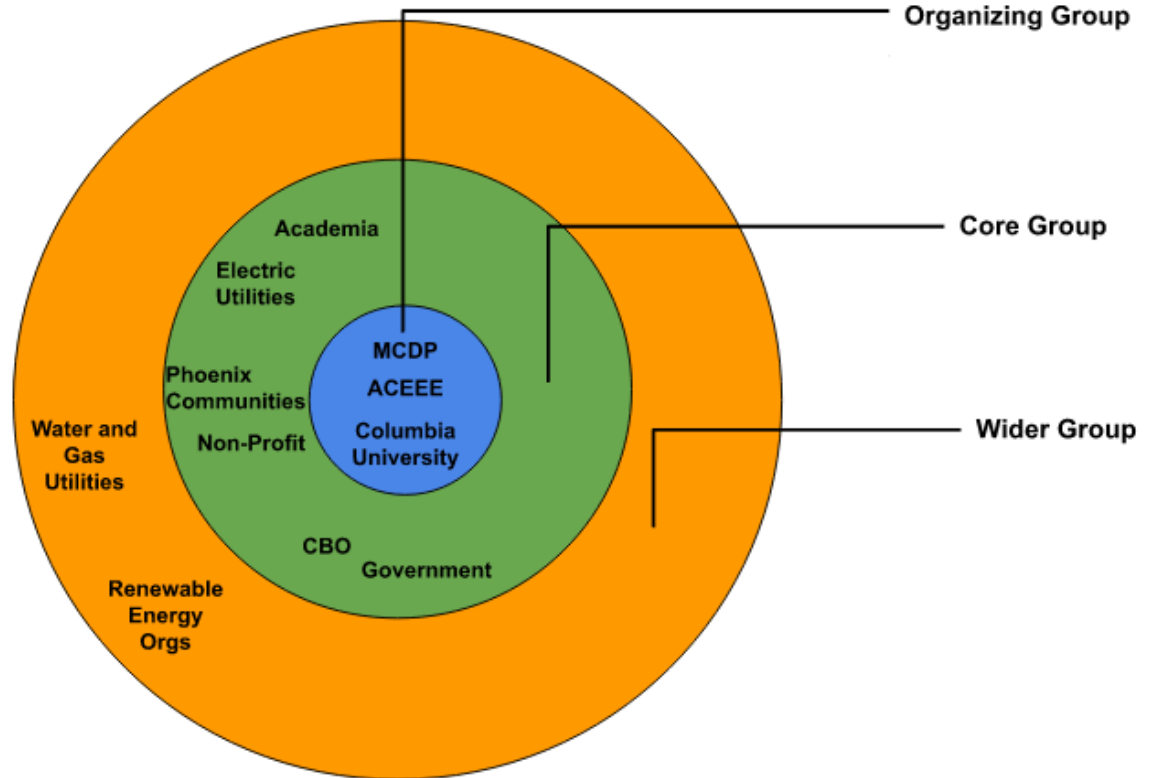 Organizing Group
Core Group
Wider Group
Academia
Electric
Utilities
Phoenix
Communities
Non-Profit
CBO
Government
MCDP
ACEEE
Columbia
University
Water and
Gas
Utilities
Renewable
Energy
Orgs